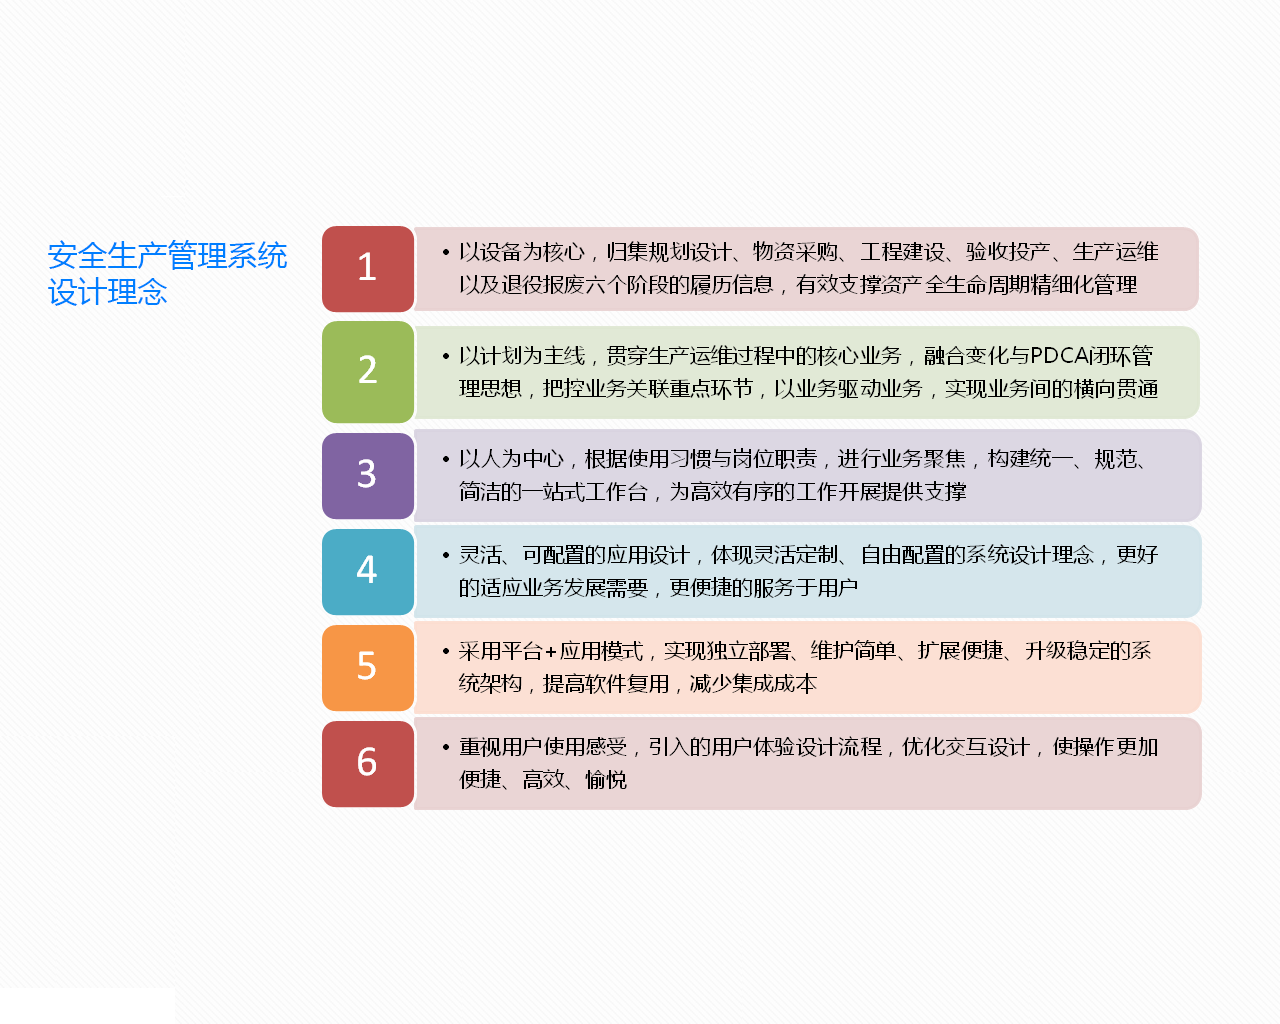 安全生产管理系统
设计理念
1
• 以设备为核心，归集规划设计、物资采购、工程建设、验收投产、生产运维
以及退役报废六个阶段的履历信息，有效支撑资产全生命周期精细化管理
2
• 以计划为主线，贯穿生产运维过程中的核心业务，融合变化与PDCA闭环管
理思想，把控业务关联重点环节，以业务驱动业务，实现业务间的横向贯通
3
• 以人为中心，根据使用习惯与岗位职责，进行业务聚焦，构建统一、规范、
简洁的一站式工作台，为高效有序的工作开展提供支撑
4
• 灵活、可配置的应用设计，体现灵活定制、自由配置的系统设计理念，更好
的适应业务发展需要，更便捷的服务于用户
5
• 采用平台+应用模式，实现独立部署、维护简单、扩展便捷、升级稳定的系
统架构，提高软件复用，减少集成成本
6
• 重视用户使用感受，引入的用户体验设计流程，优化交互设计，使操作更加
便捷、高效、愉悦